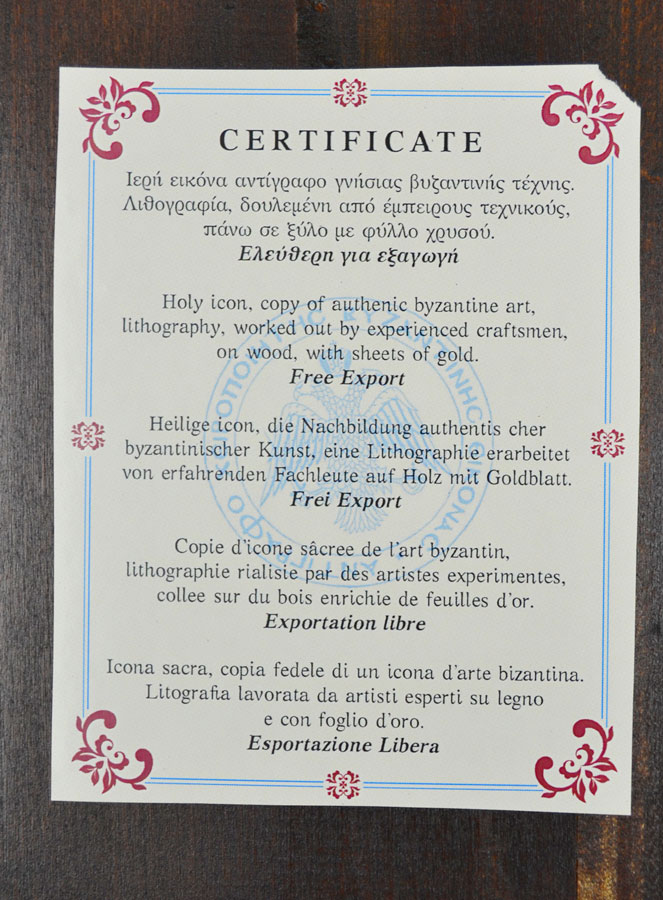 CERTIFICATE
Ιερή εικόνα αντίγραφο γνήσιας βυζαντινής τέχνης.
Λιθογραφία, δουλεμένη από έμπειρους τεχνικούς,
πάνω σε ξύλο με φύλλο χρυσού.
Ελεύθερη για εξαγωγή
Holy icon, copy of authenic byzantine art,
lithography, worked out by experienced craftsmen,
on wood, with sheets of gold.
Free Export
Heilige icon, die Nachbildung authentis cher
byzantinischer Kunst, eine Lithographie erarbeitet
von erfahrenden Fachleute auf Holz mit Goldblatt.
Frei Export
Copie d'icone sâcree de l'art byzantin,
lithographie rialisie par des artistes experimentes,
collee sur du bois enrichie de feuilles d'or.
Exportation libre
Icona sacra, copia fedele di un icona d'arte bizantina.
Litografia lavorata da artisti esperti su legno
e con foglio d'oro.
Esportazione Libera
ΒΥΖΑΝΤΙΝΗC
ΑΝΤΙΓΡΑΦΟ